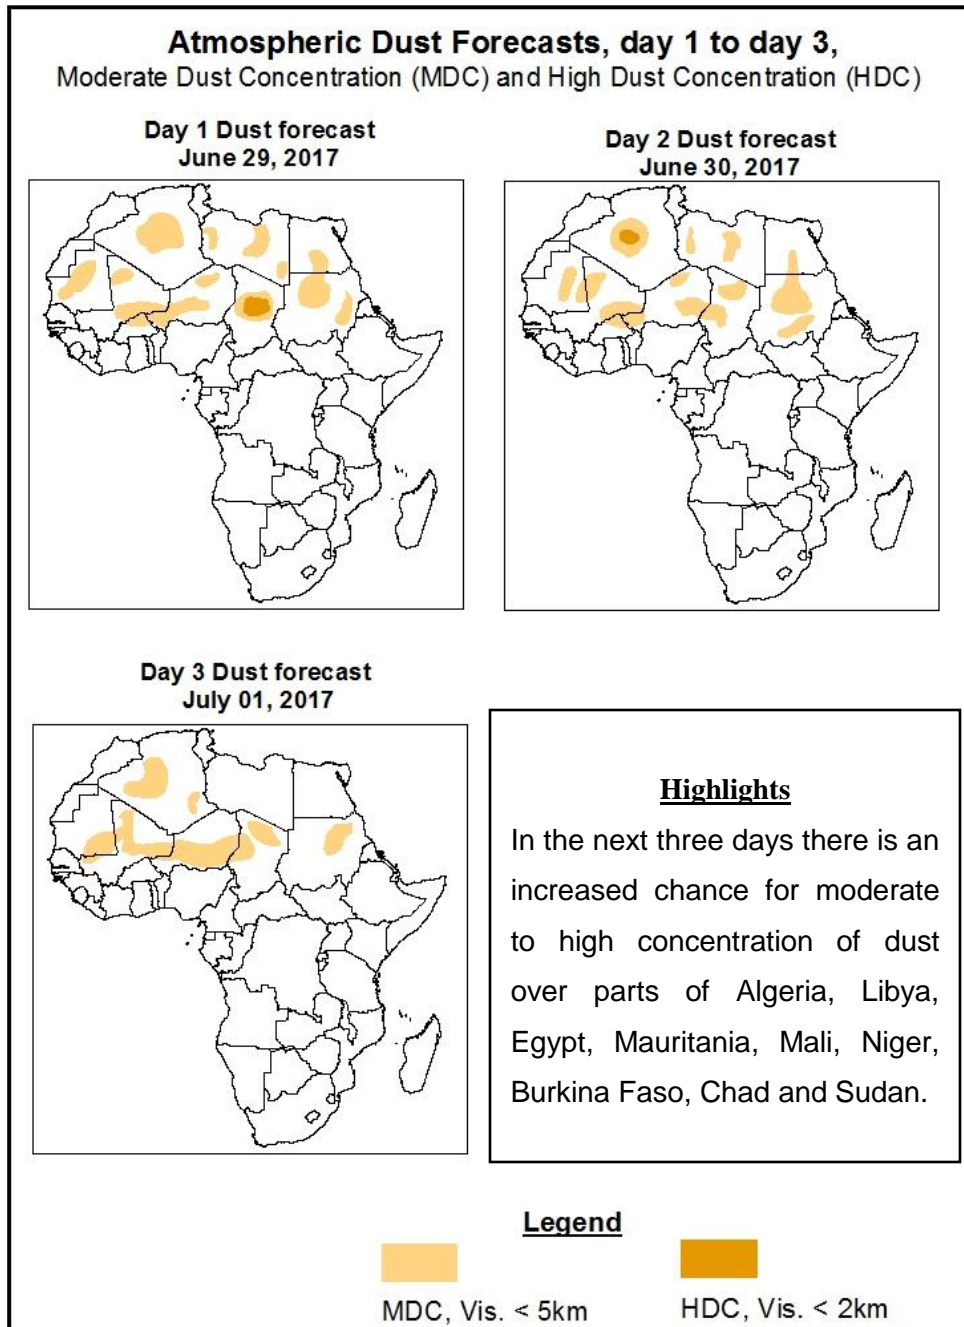 Atmospheric Dust Forecasts, day 1 to day 3,
Moderate Dust Concentration (MDC) and High Dust Concentration (HDC)
Day 1 Dust forecast
June 29, 2017
Day 2 Dust forecast
June 30, 2017
Day 3 Dust forecast
July 01, 2017
Highlights
In the next three days there is an
increased chance for moderate
to high concentration of dust
over parts of Algeria, Libya,
Egypt, Mauritania, Mali, Niger,
Burkina Faso, Chad and Sudan.
Legend
MDC, Vis. < 5km
HDC, Vis. < 2km